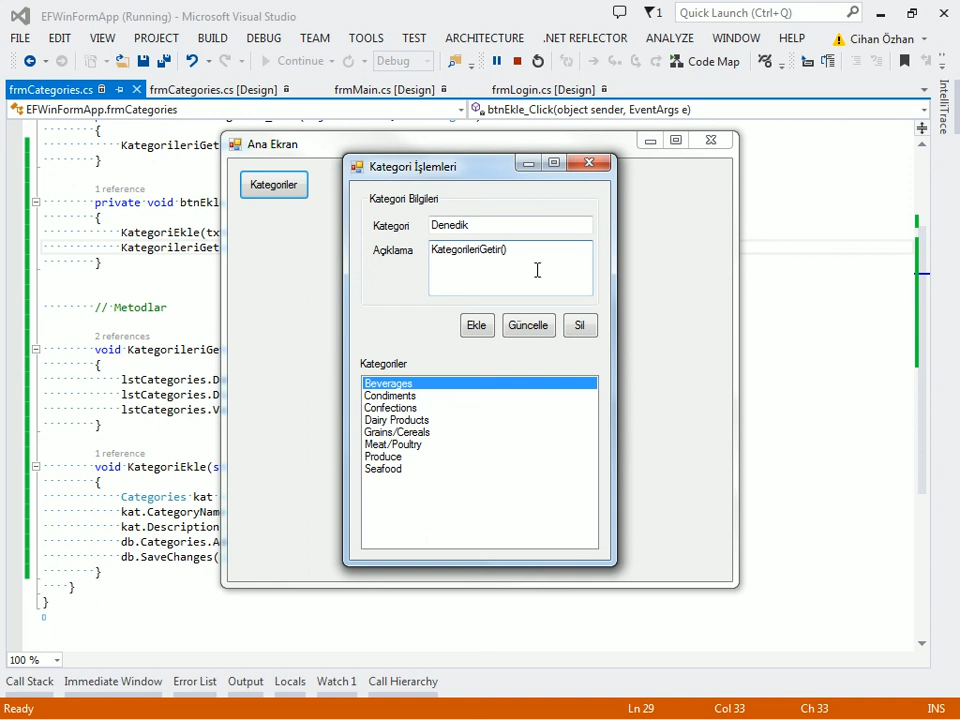 EFWinFormApp (Running) - Microsoft Visual Studio
1
Quick Launch (Ctrl+Q)
FILE EDIT VIEW PROJECT BUILD DEBUG TEAM TOOLS TEST ARCHITECTURE .NET REFLECTOR ANALYZE WINDOW HELP Cihan Özhan
Continue Debug Code Map
frmCategories.cs frmCategories.cs [Design] frmMain.cs [Design] frmLogin.cs [Design]
EFWinFormApp.frmCategories btnEkle_Click(object sender, EventArgs e)
IntelliTrace
{
KategorileriGet
}
1 reference
private void btnEkl
{
KategoriEkle(tx
KategorileriGet
}
// Metodlar
2 references
void KategorileriGe
{
lstCategories.D
lstCategories.D
lstCategories.V
}
1 reference
void KategoriEkle(s
{
Categories kat
kat.CategoryNam
kat.Description
db.Categories.A
db.SaveChanges(
}
}
}
Ana Ekran
Kategoriler
Kategori İşlemleri
Kategori Bilgileri
Kategori Denedik
Açıklama KategorileriGetir()
Ekle Güncelle Sil
Kategoriler
Beverages
Condiments
Confections
Dairy Products
Grains/Cereals
Meat/Poultry
Produce
Seafood
100 %
Call Stack Immediate Window Error List Output Locals Watch 1 Call Hierarchy
Ready Ln 29 Col 33 Ch 33 INS